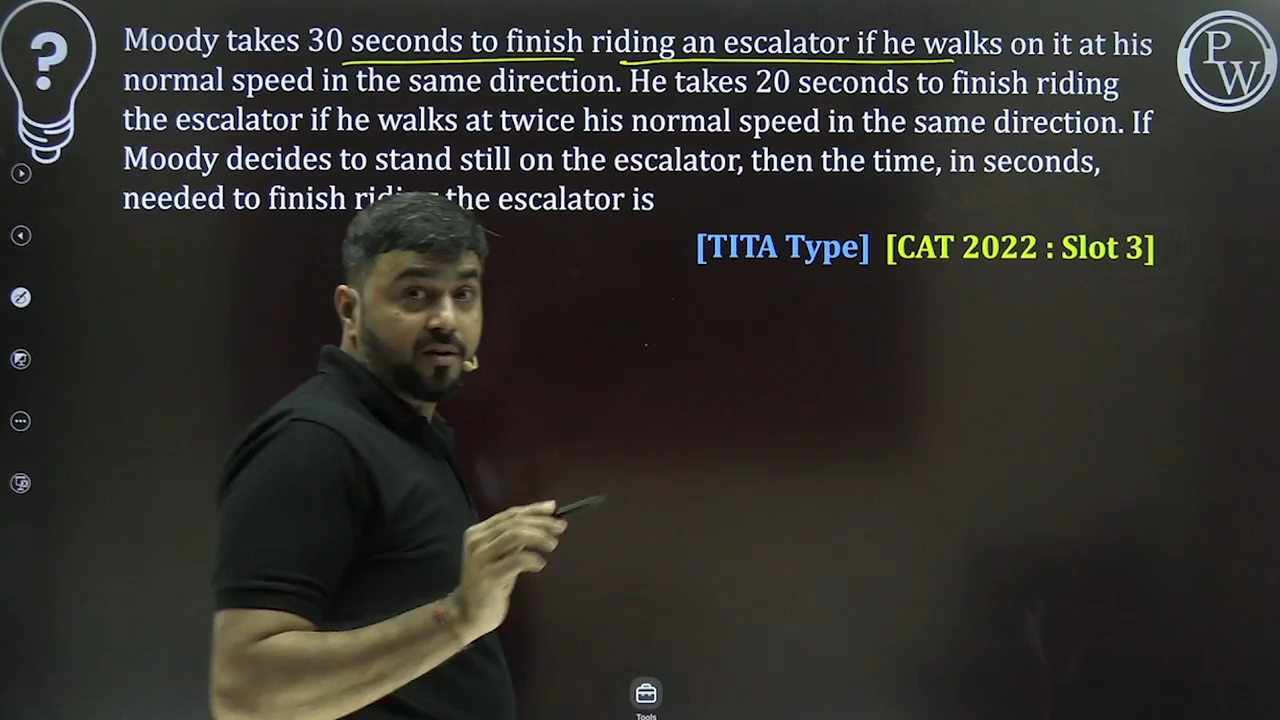 Moody takes 30 seconds to finish riding an escalator if he walks on it at his
normal speed in the same direction. He takes 20 seconds to finish riding
the escalator if he walks at twice his normal speed in the same direction. If
Moody decides to stand still on the escalator, then the time, in seconds,
needed to finish riding the escalator is
[TITA Type] [CAT 2022 : Slot 3]
?
P
W
Tools